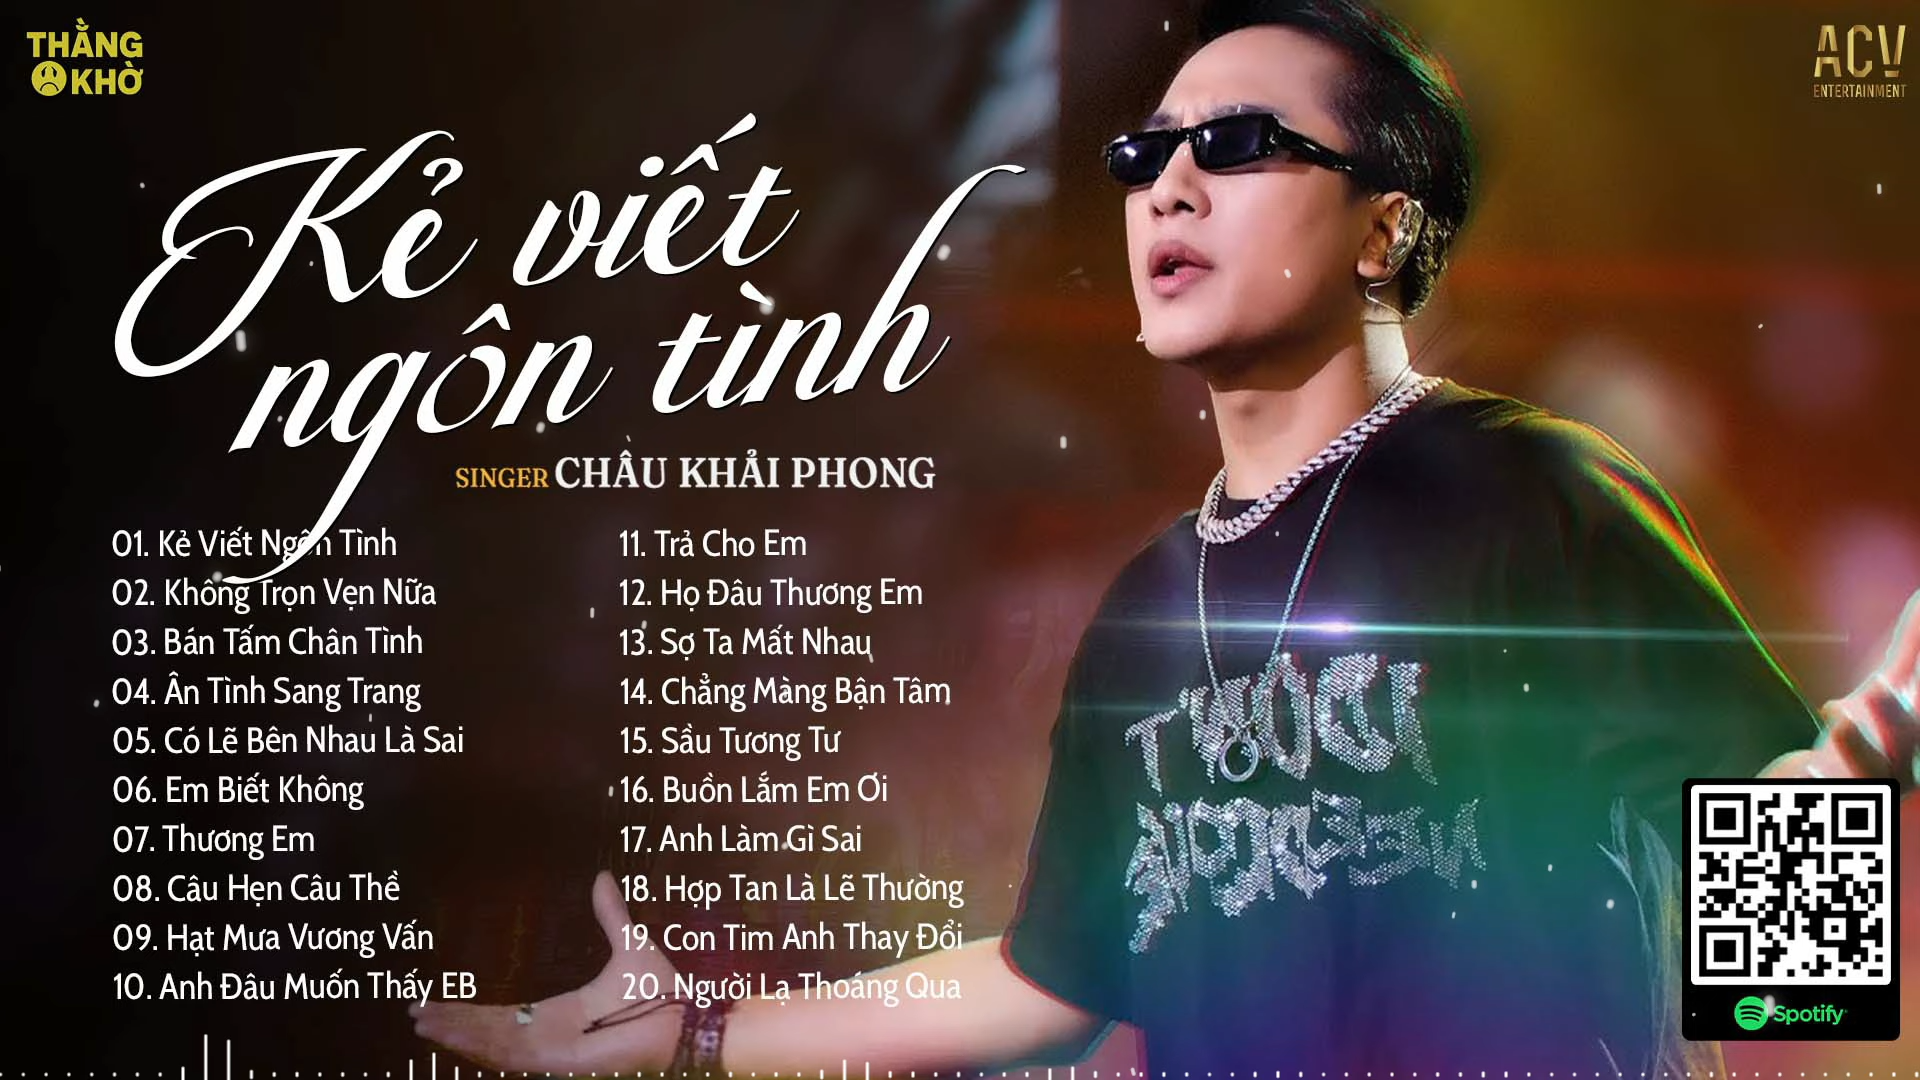 THẰNG
KHỜ
ACV
ENTERTAINMENT
Kẻ viết
ngôn tình
SINGER CHÂU KHẢI PHONG
01. Kẻ Viết Ngôn Tình
02. Không Trọn Vẹn Nữa
03. Bán Tấm Chân Tình
04. Ân Tình Sang Trang
05. Có Lẽ Bên Nhau Là Sai
06. Em Biết Không
07. Thương Em
08. Câu Hẹn Câu Thề
09. Hạt Mưa Vương Vấn
10. Anh Đâu Muốn Thấy EB
11. Trả Cho Em
12. Họ Đâu Thương Em
13. Sợ Ta Mất Nhau
14. Chẳng Màng Bận Tâm
15. Sầu Tương Tư
16. Buồn Lắm Em Ơi
17. Anh Làm Gì Sai
18. Hợp Tan Là Lẽ Thường
19. Con Tim Anh Thay Đổi
20. Người Lạ Thoáng Qua
Spotify